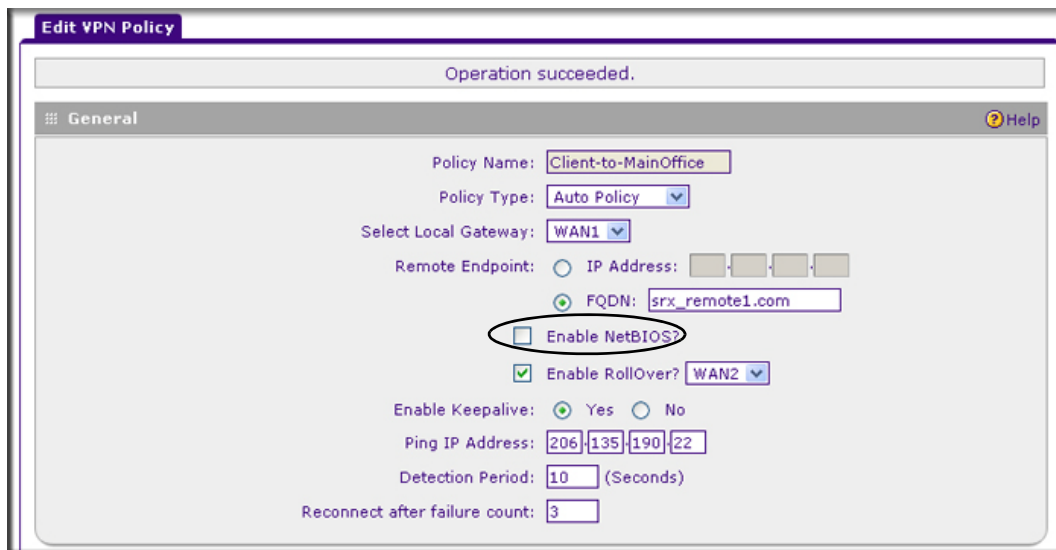 Edit VPN Policy
Operation succeeded.
General
Help
Policy Name: Client-to-MainOffice
Policy Type: Auto Policy
Select Local Gateway: WAN1
Remote Endpoint: IP Address:
FQDN: srx_remote1.com
Enable NetBIOS?
Enable RollOver? WAN2
Enable Keepalive: Yes No
Ping IP Address: 206.135.190.22
Detection Period: 10 (Seconds)
Reconnect after failure count: 3